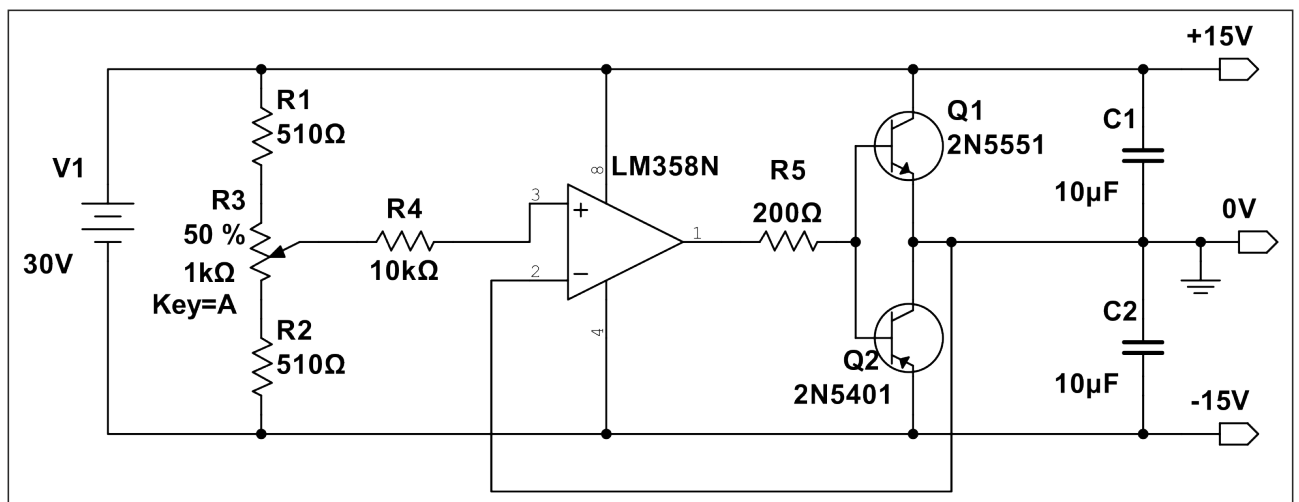 +15V
R1
510Ω
V1
30V
R3
50 %
1kΩ
Key=A
R4
10kΩ
R2
510Ω
LM358N
8
3
2
1
4
R5
200Ω
Q1
2N5551
Q2
2N5401
C1
10µF
0V
C2
10µF
-15V